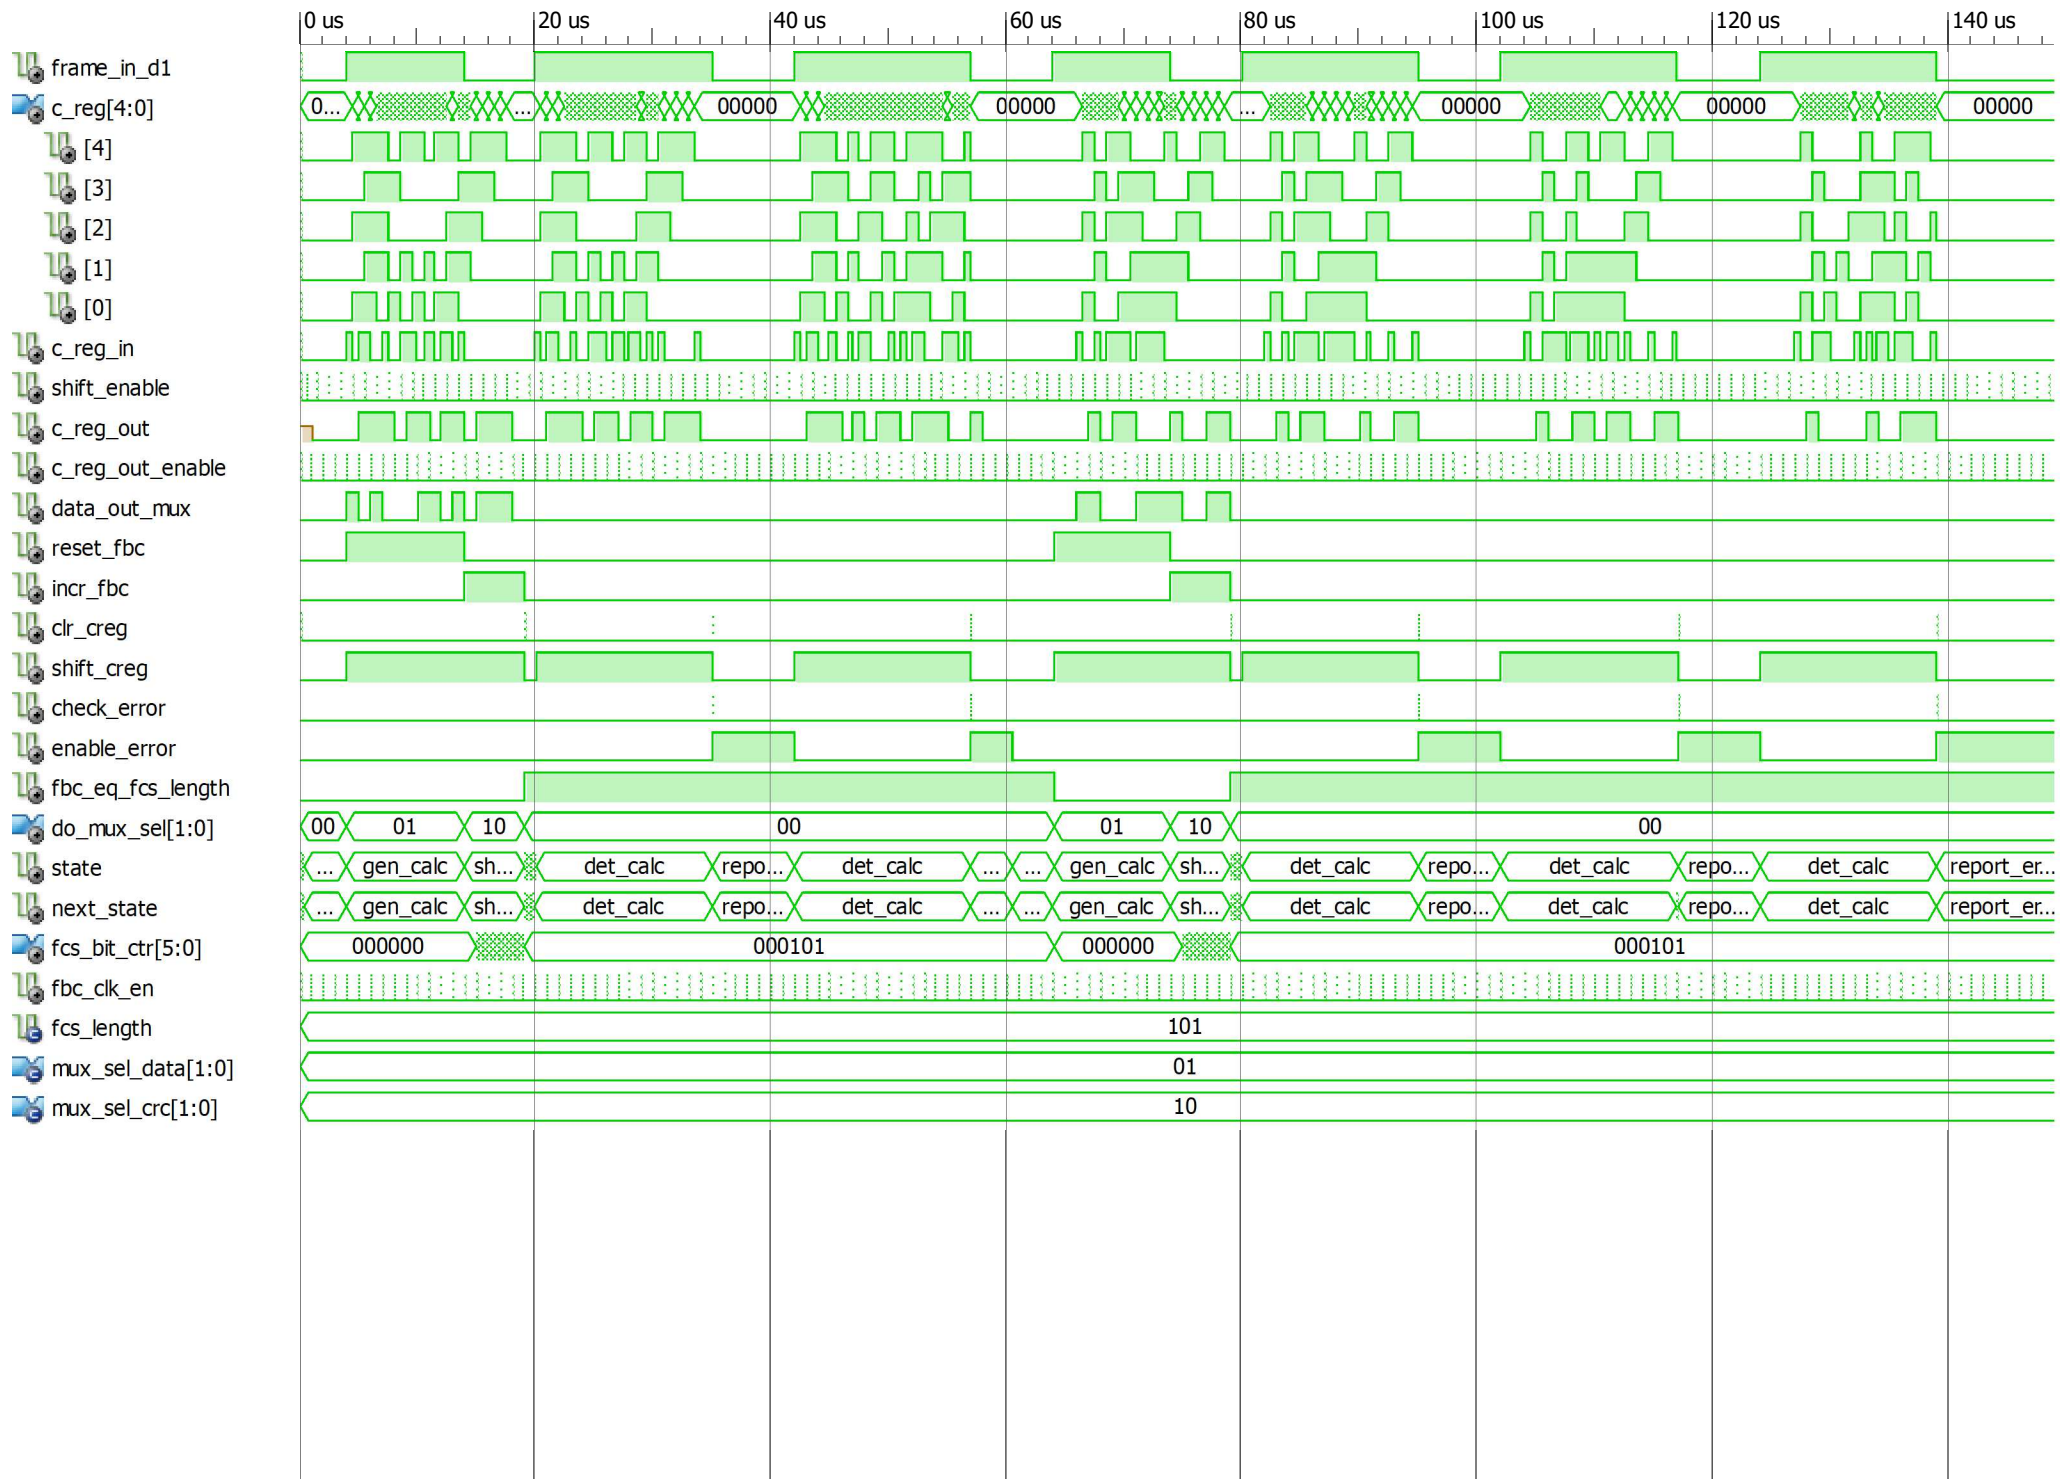 0 us 20 us 40 us 60 us 80 us 100 us 120 us 140 us
frame_in_d1
c_reg[4:0] 0... ... 00000 00000 ... 00000 00000 00000
[4]
[3]
[2]
[1]
[0]
c_reg_in
shift_enable
c_reg_out
c_reg_out_enable
data_out_mux
reset_fbc
incr_fbc
clr_creg
shift_creg
check_error
enable_error
fbc_eq_fcs_length
do_mux_sel[1:0] 00 01 10 00 01 10 00
state ... gen_calc sh... det_calc repo... det_calc ... ... gen_calc sh... det_calc repo... det_calc repo... det_calc report_er...
next_state ... gen_calc sh... det_calc repo... det_calc ... ... gen_calc sh... det_calc repo... det_calc repo... det_calc report_er...
fcs_bit_ctr[5:0] 000000 000101 000000 000101
fbc_clk_en
fcs_length 101
mux_sel_data[1:0] 01
mux_sel_crc[1:0] 10